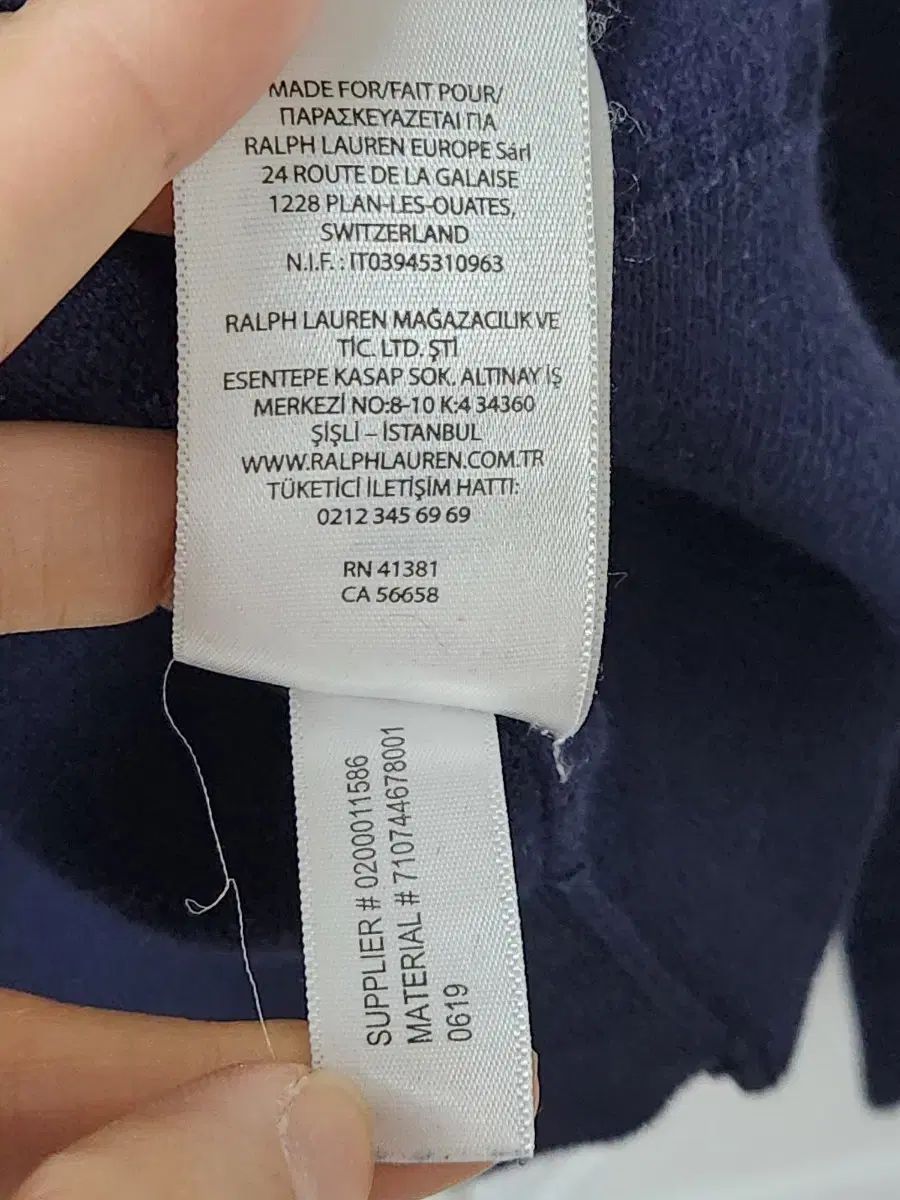 MADE FOR/FAIT POUR/
ΠΑΡΑΣΚΕΥΑΖΕΤΑΙ ΓΙΑ
RALPH LAUREN EUROPE Sárl
24 ROUTE DE LA GALAISE
1228 PLAN-LES-OUATES,
SWITZERLAND
N.I.F. : IT03945310963
RALPH LAUREN MAĞAZACILIK VE
TİC. LTD. ŞTİ
ESENTEPE KASAP SOK. ALTINAY İŞ
MERKEZİ NO:8-10 K:4 34360
ŞİŞLİ – İSTANBUL
WWW.RALPHLAUREN.COM.TR
TÜKETİCİ İLETİŞİM HATTI:
0212 345 69 69
RN 41381
CA 56658
SUPPLIER # 0200011586
MATERIAL # 710744678001
0619